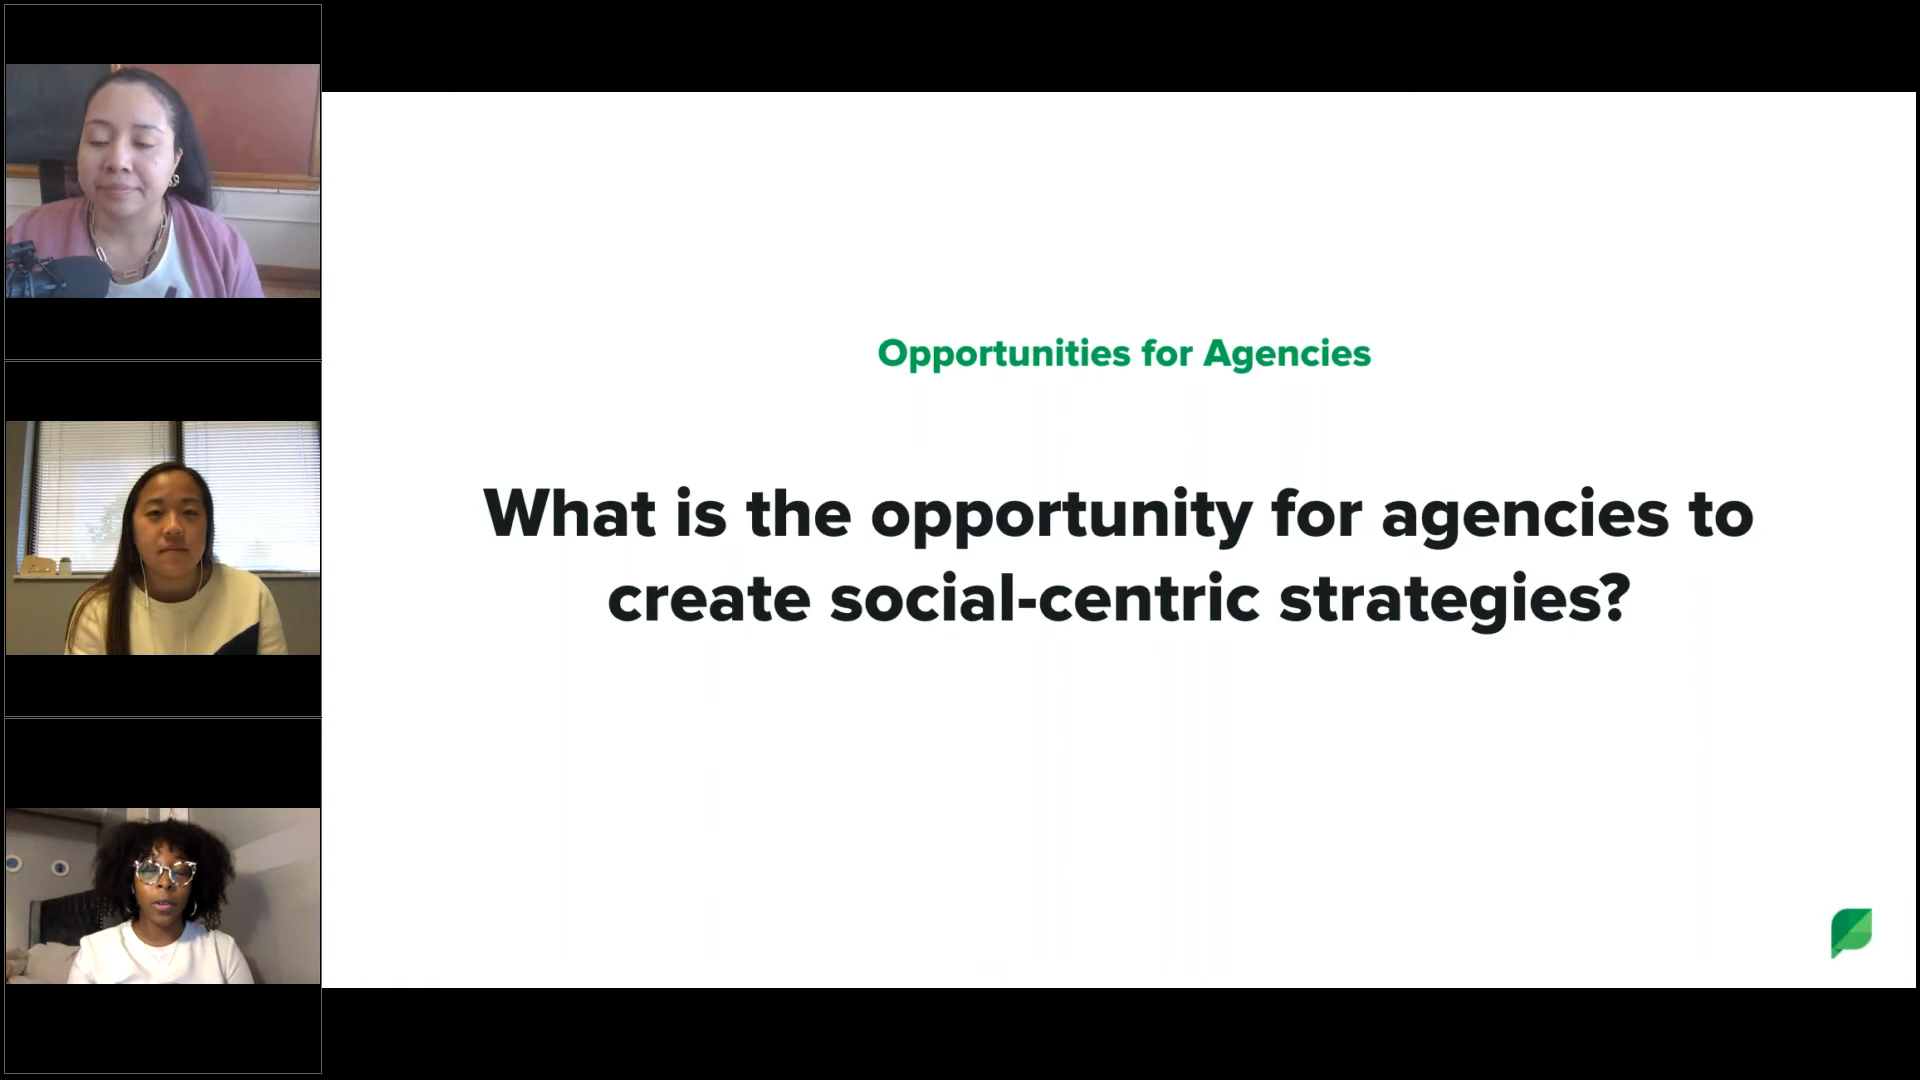 Opportunities for Agencies
What is the opportunity for agencies to
create social-centric strategies?